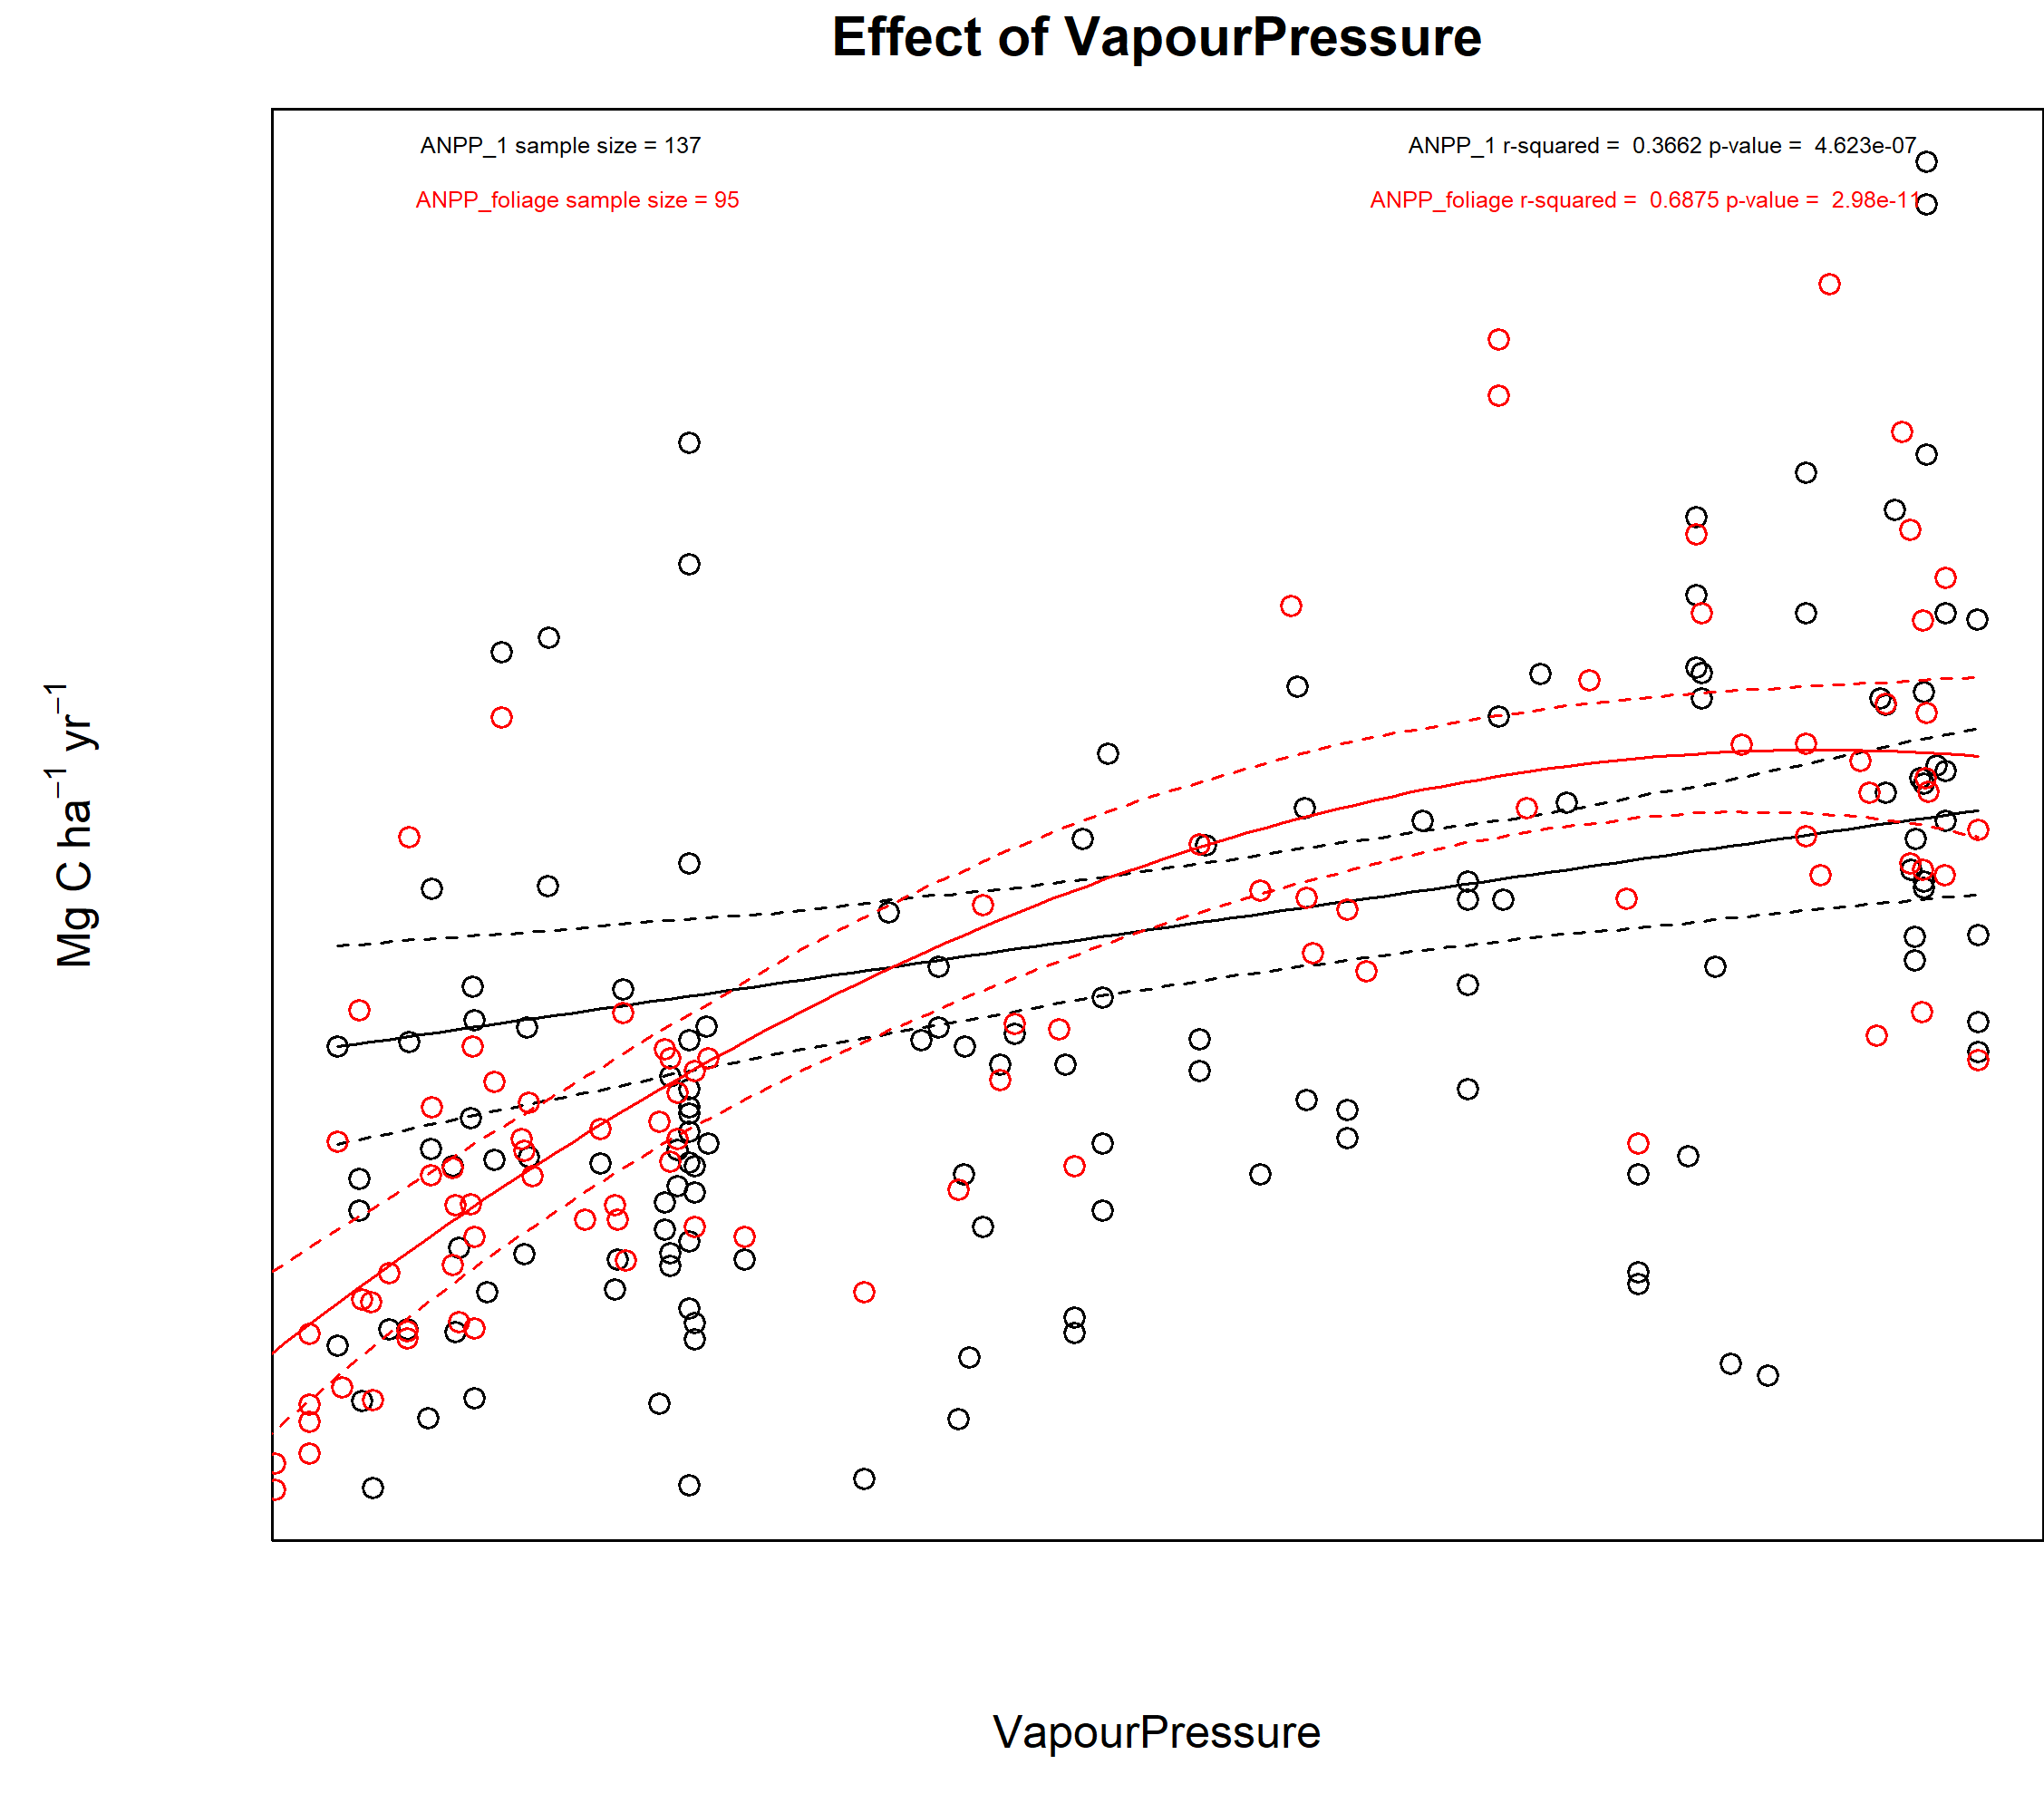 Effect of VapourPressure
ANPP_1 sample size = 137
ANPP_1 r-squared = 0.3662 p-value = 4.623e-07
ANPP_foliage sample size = 95
ANPP_foliage r-squared = 0.6875 p-value = 2.98e-11
Mg C ha⁻¹ yr⁻¹
VapourPressure